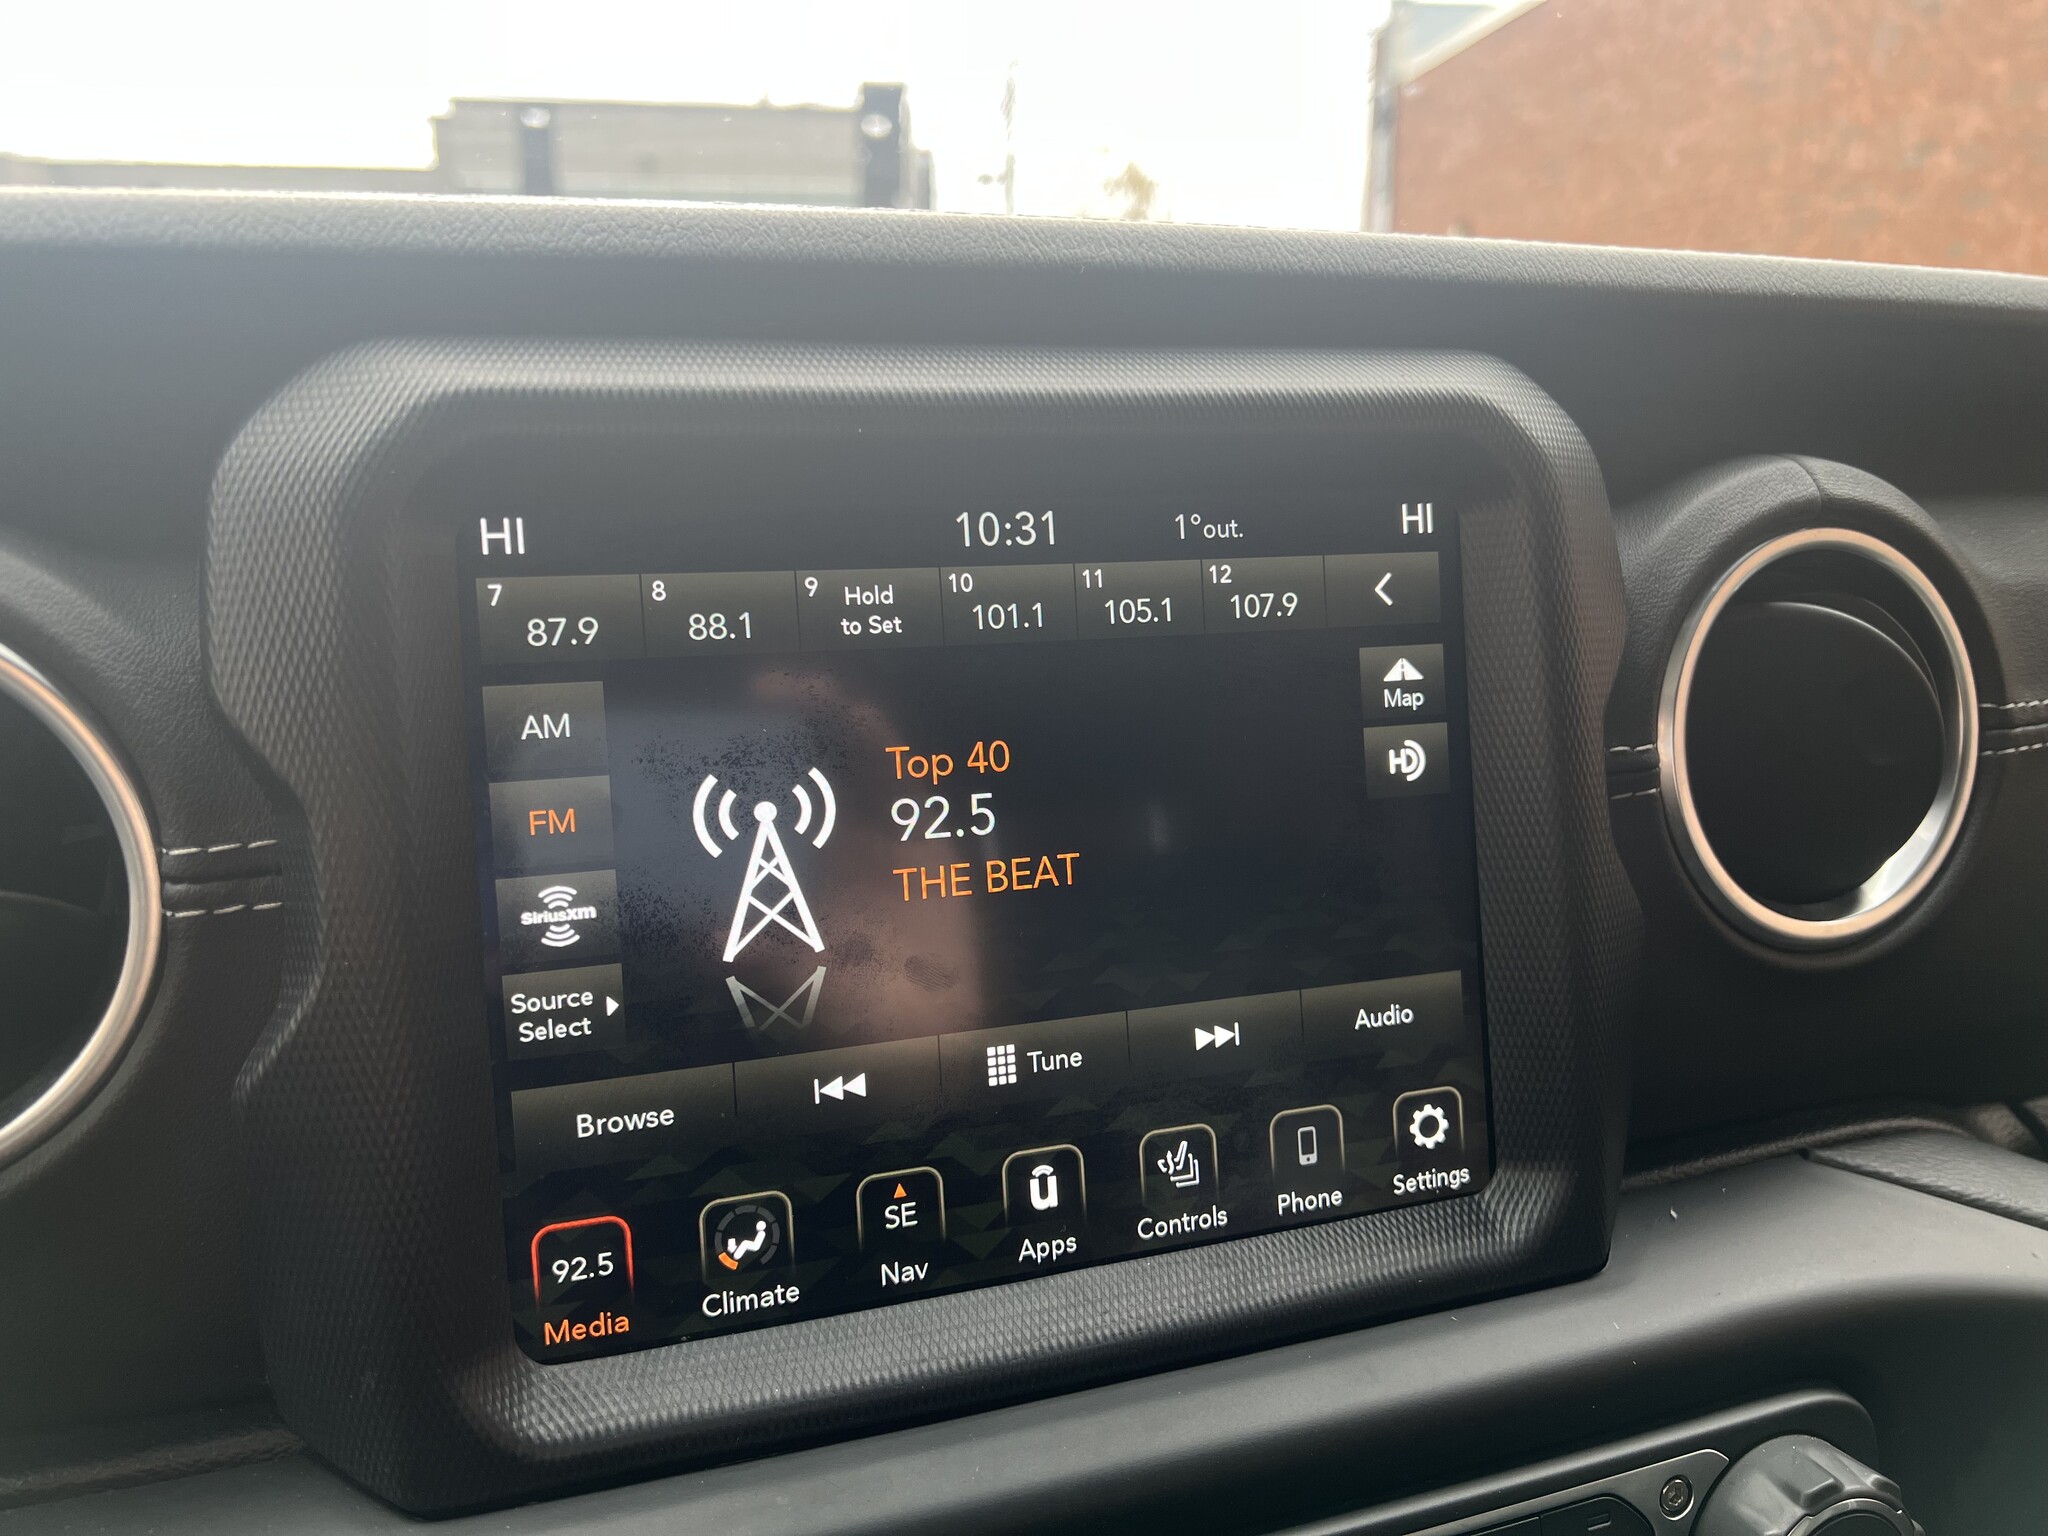 HI 10:31 1°out. HI
7 87.9
8 88.1
9 Hold
to Set
10 101.1
11 105.1
12 107.9
AM
FM
SiriusXM
Source
Select
Top 40
92.5
THE BEAT
Map
HD
Browse
Tune
Audio
92.5
Media
Climate
SE
Nav
u
Apps
Controls
Phone
Settings